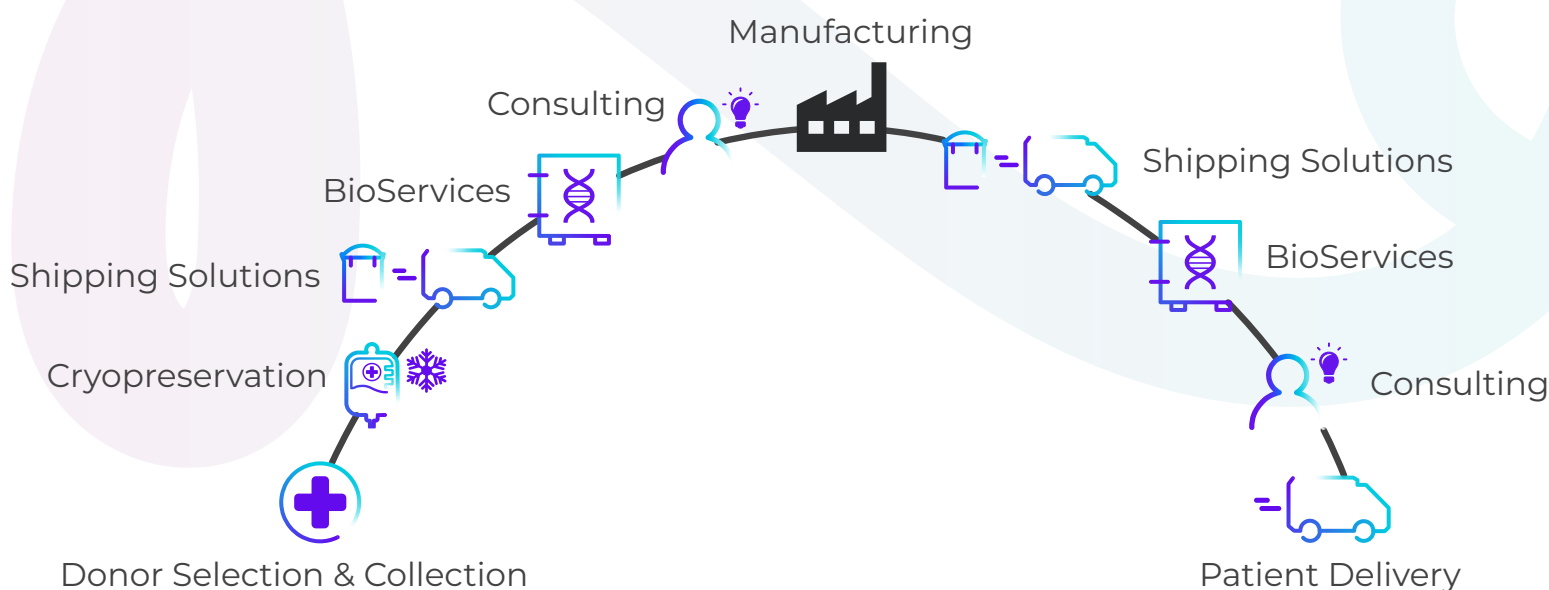 Manufacturing
Consulting
BioServices
Shipping Solutions
Cryopreservation
Donor Selection & Collection
Shipping Solutions
BioServices
Consulting
Patient Delivery